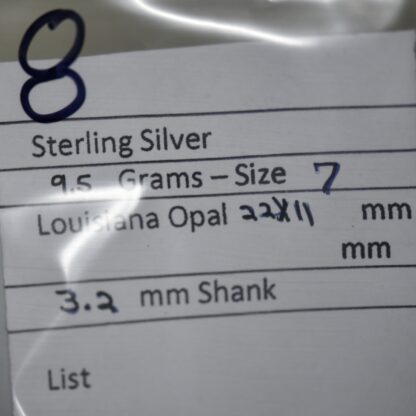 8
Sterling Silver
9.5 Grams – Size 7
Louisiana Opal 22X11 mm
mm
3.2 mm Shank
List